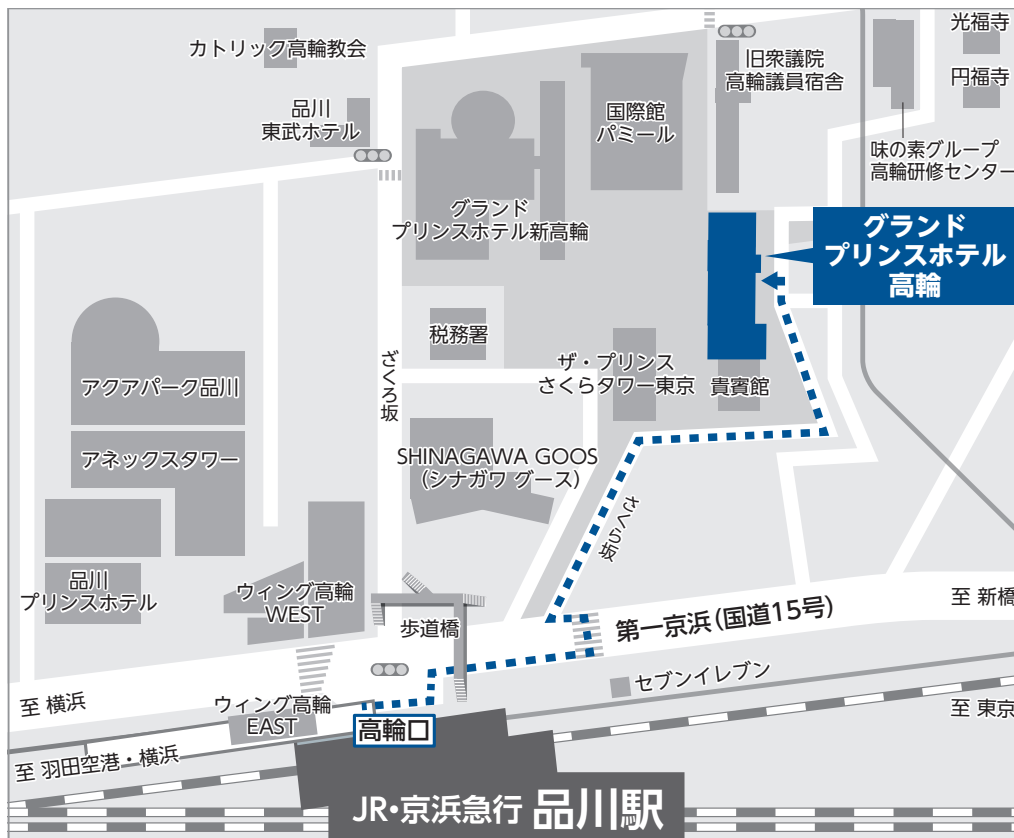 カトリック高輪教会
品川
東武ホテル
国際館
パミール
旧衆議院
高輪議員宿舎
光福寺
円福寺
味の素グループ
高輪研修センター
グランド
プリンスホテル新高輪
グランド
プリンスホテル
高輪
税務署
ざくろ坂
ザ・プリンス
さくらタワー東京
貴賓館
アクアパーク品川
アネックスタワー
SHINAGAWA GOOS
(シナガワ グース)
さくら坂
品川
プリンスホテル
ウィング高輪
WEST
歩道橋
第一京浜(国道15号)
至 新橋
セブンイレブン
至 横浜
ウィング高輪
EAST
高輪口
至 東京
至 羽田空港・横浜
JR・京浜急行 品川駅